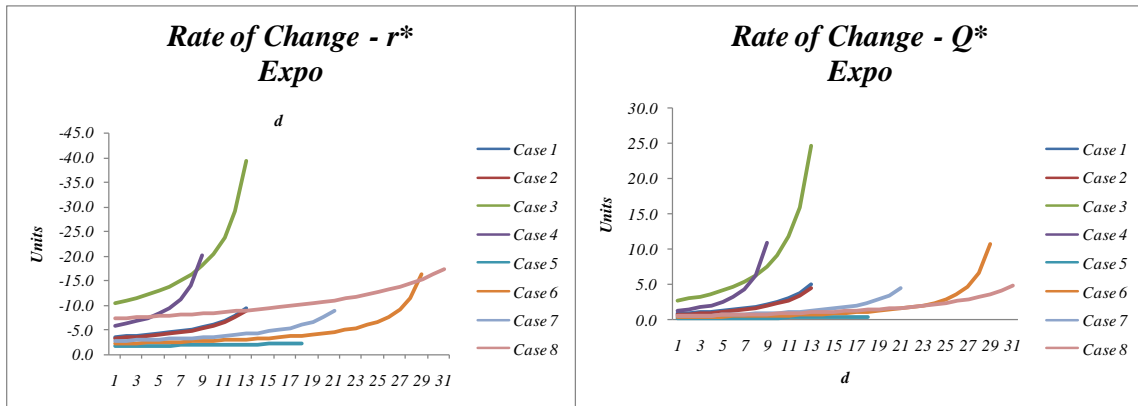 Rate of Change - r*
Expo
d
-45.0
-40.0
-35.0
-30.0
-25.0
-20.0
-15.0
-10.0
-5.0
0.0
Units
1 3 5 7 9 11 13 15 17 19 21 23 25 27 29 31
Case 1
Case 2
Case 3
Case 4
Case 5
Case 6
Case 7
Case 8
Rate of Change - Q*
Expo
30.0
25.0
20.0
15.0
10.0
5.0
0.0
Units
1 3 5 7 9 11 13 15 17 19 21 23 25 27 29 31
d
Case 1
Case 2
Case 3
Case 4
Case 5
Case 6
Case 7
Case 8